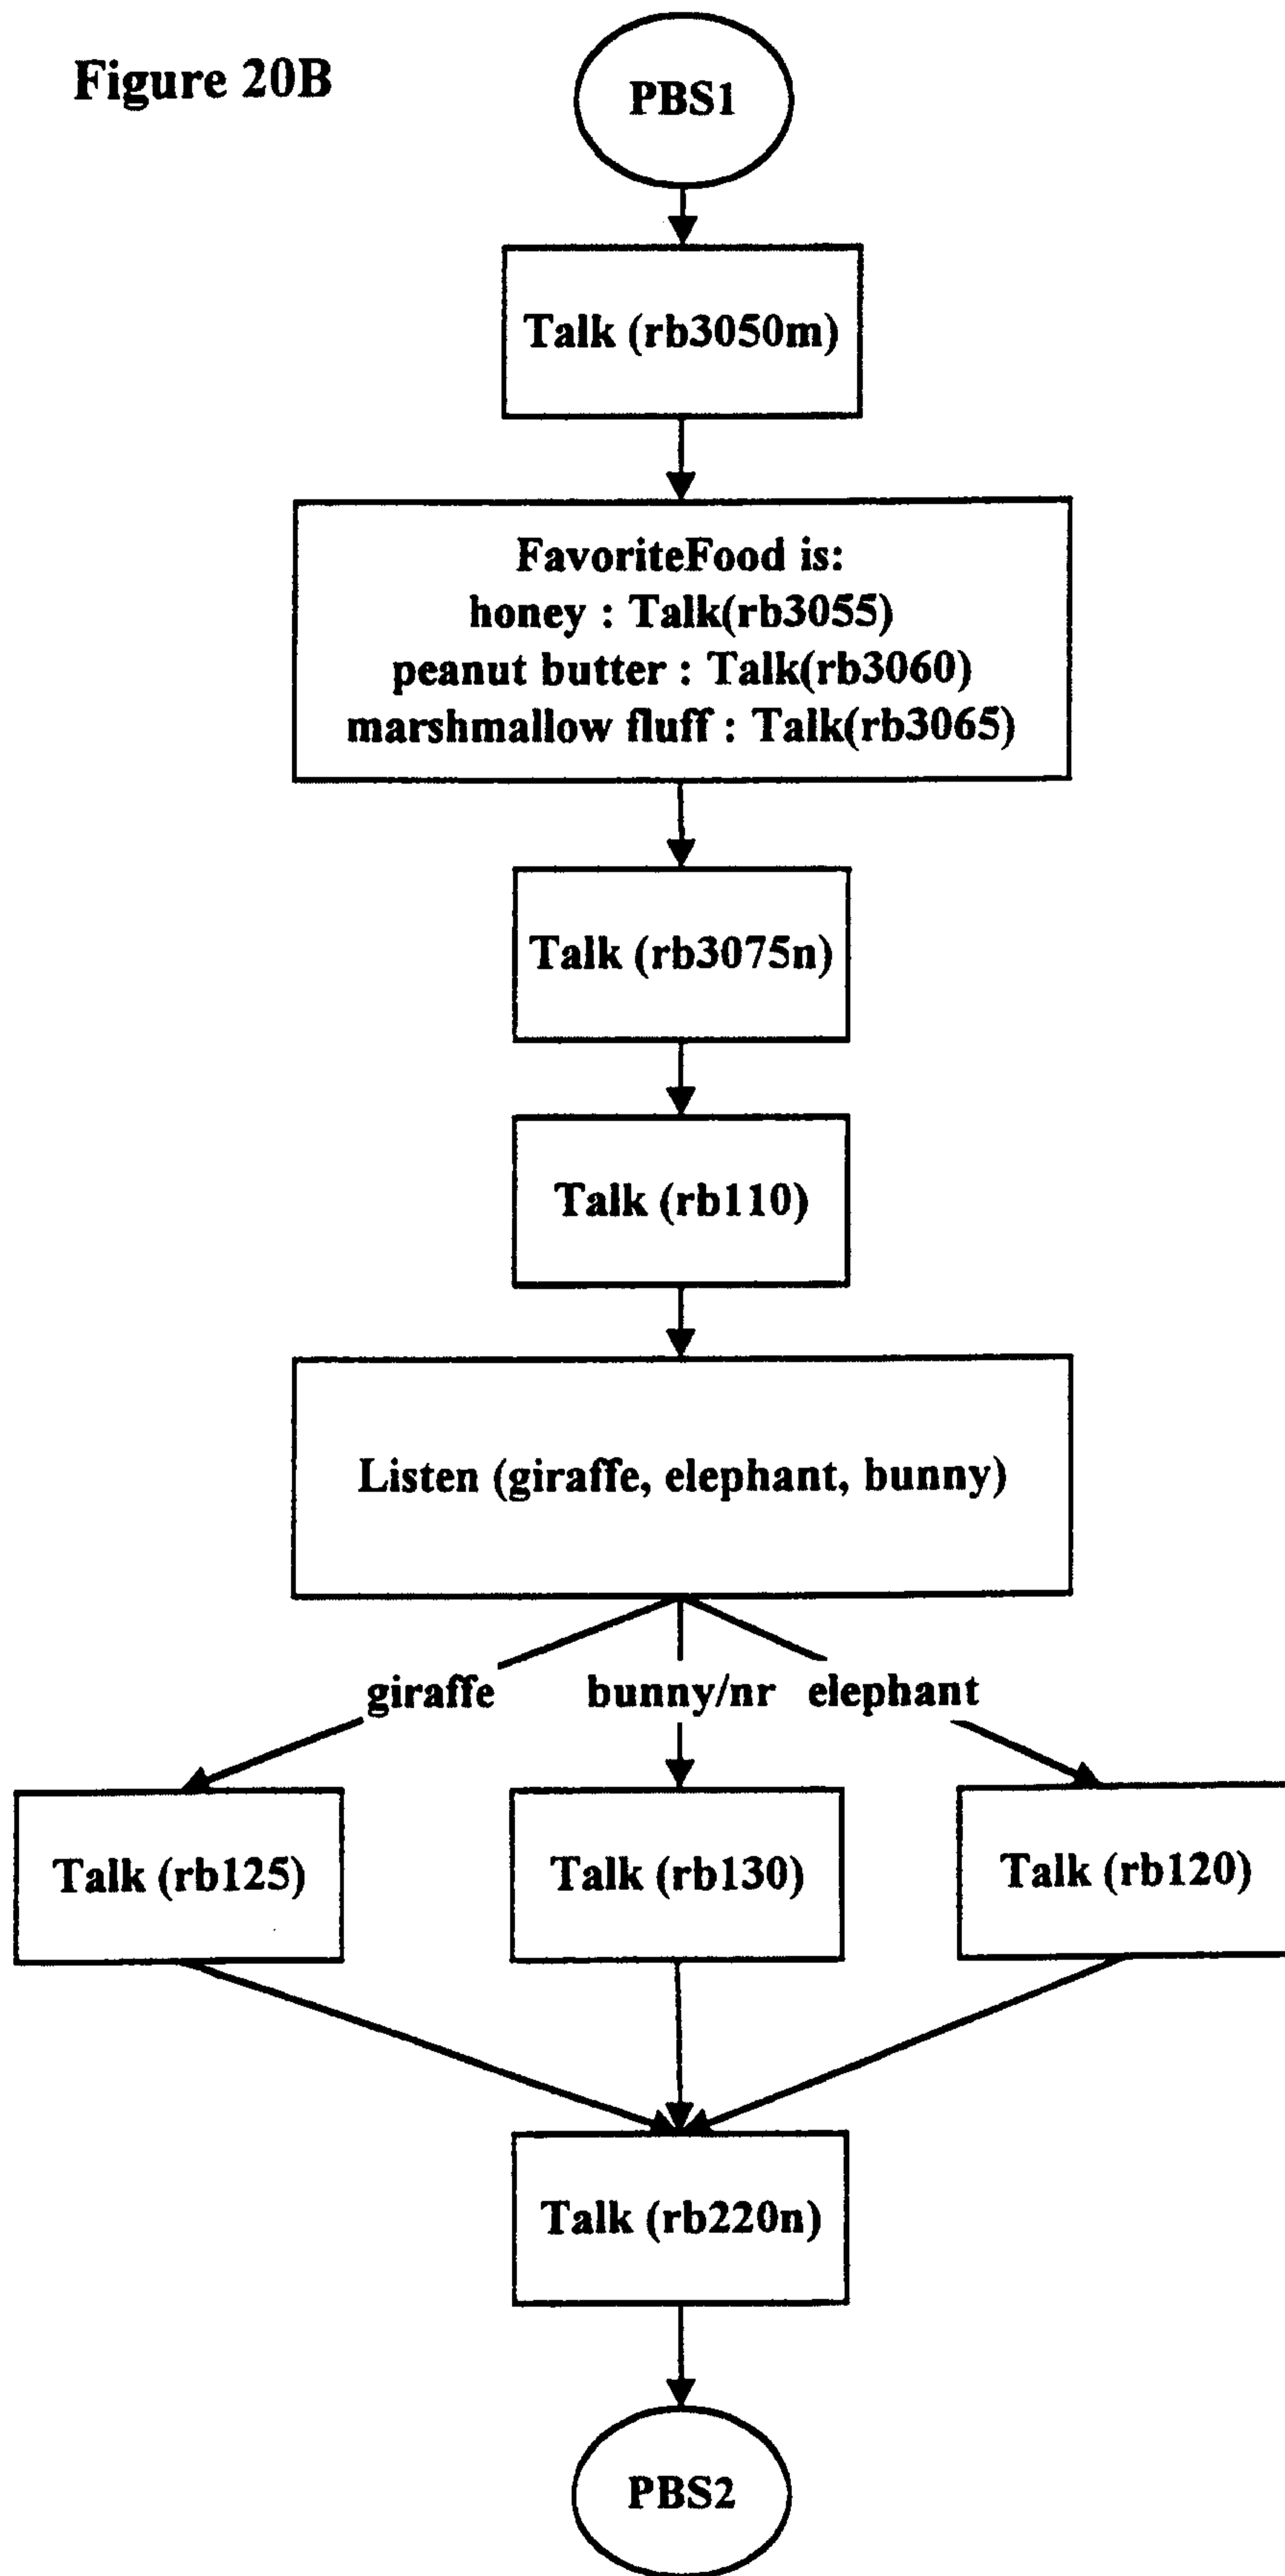 Figure 20B
PBS1
Talk (rb3050m)
FavoriteFood is:
honey : Talk(rb3055)
peanut butter : Talk(rb3060)
marshmallow fluff : Talk(rb3065)
Talk (rb3075n)
Talk (rb110)
Listen (giraffe, elephant, bunny)
giraffe
bunny/nr
elephant
Talk (rb125)
Talk (rb130)
Talk (rb120)
Talk (rb220n)
PBS2